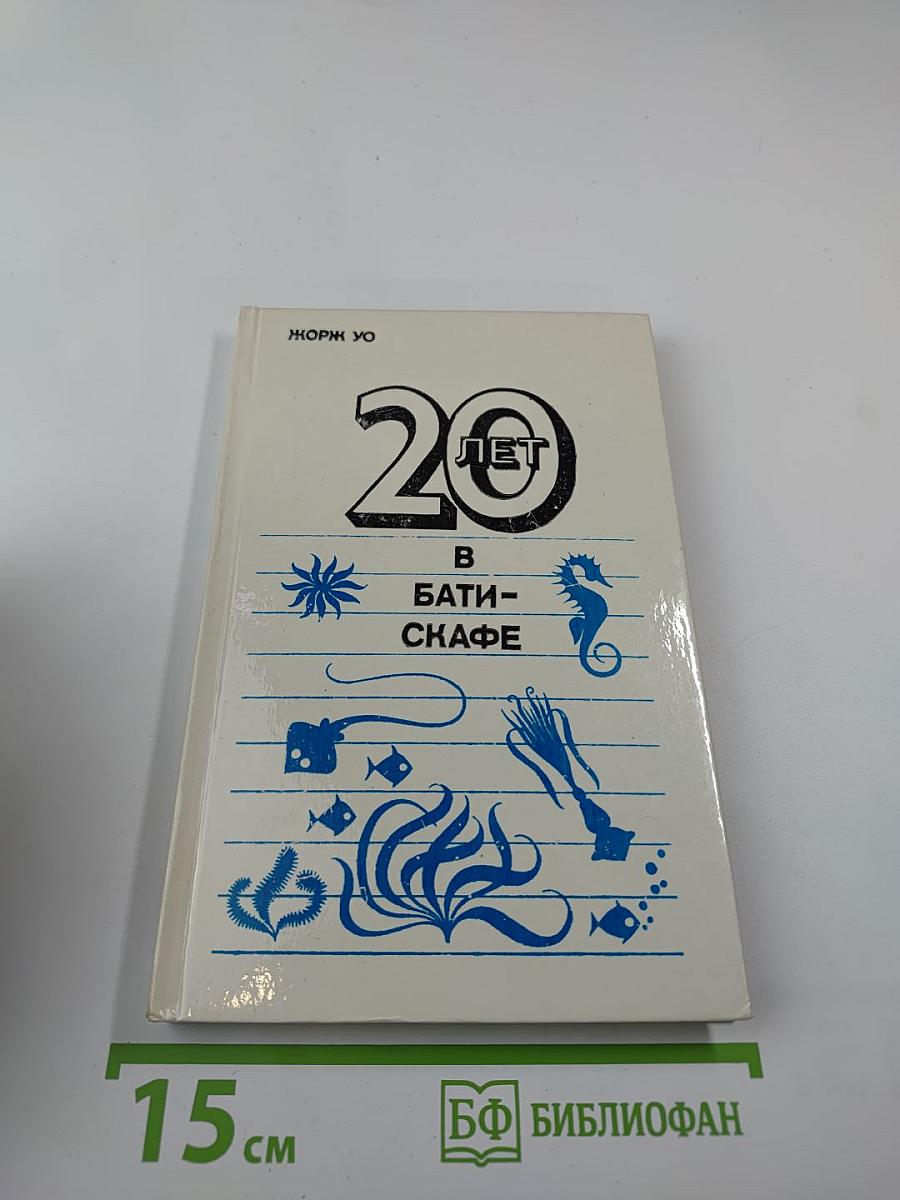 ЖОРЖ УО
20
ЛЕТ
В
БАТИ-
СКАФЕ
15 см
БФ БИБЛИОФАН